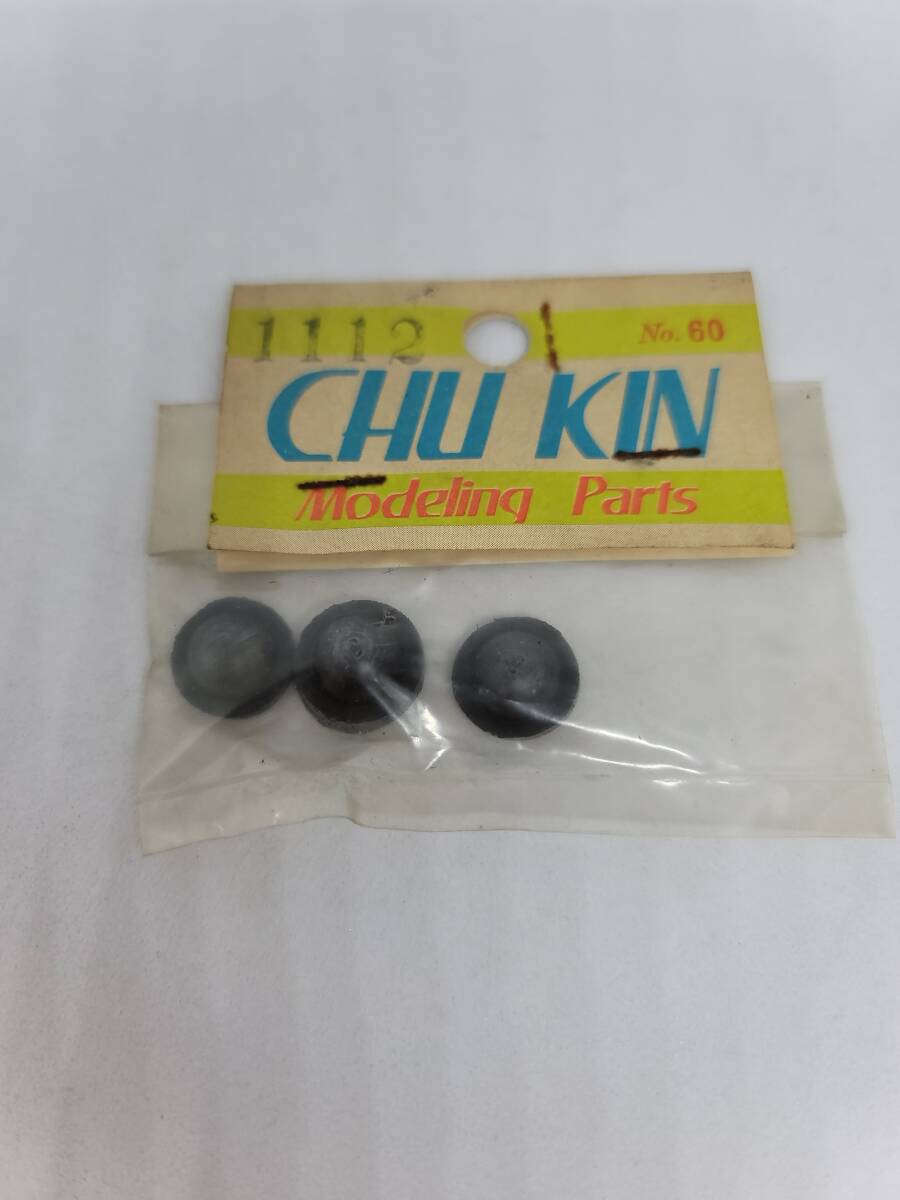 1112 No. 60
CHU KIN
Modeling Parts